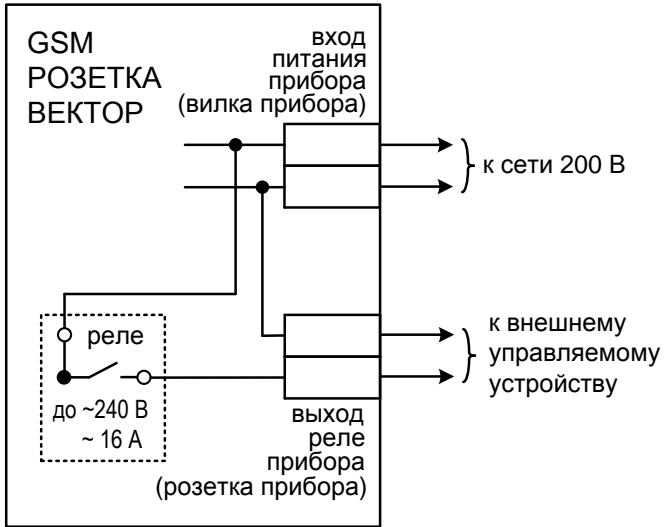 GSM
РОЗЕТКА
ВЕКТОР
вход
питания
прибора
(вилка прибора)
к сети 200 В
реле
до ~240 В
~ 16 А
к внешнему
управляемому
устройству
выход
реле
прибора
(розетка прибора)